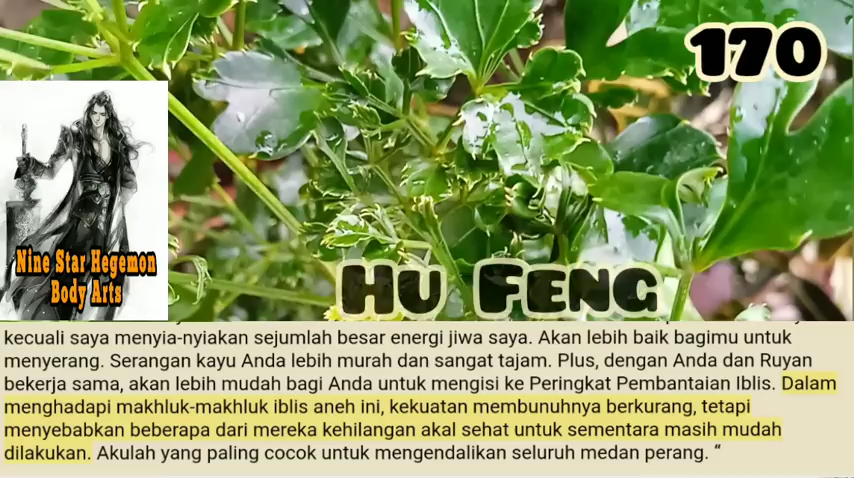 170
Nine Star Hegemon
Body Arts
Hu Feng
kecuali saya menyia-nyiakan sejumlah besar energi jiwa saya. Akan lebih baik bagimu untuk
menyerang. Serangan kayu Anda lebih murah dan sangat tajam. Plus, dengan Anda dan Ruyan
bekerja sama, akan lebih mudah bagi Anda untuk mengisi ke Peringkat Pembantaian Iblis. Dalam
menghadapi makhluk-makhluk iblis aneh ini, kekuatan membunuhnya berkurang, tetapi
menyebabkan beberapa dari mereka kehilangan akal sehat untuk sementara masih mudah
dilakukan. Akulah yang paling cocok untuk mengendalikan seluruh medan perang. “